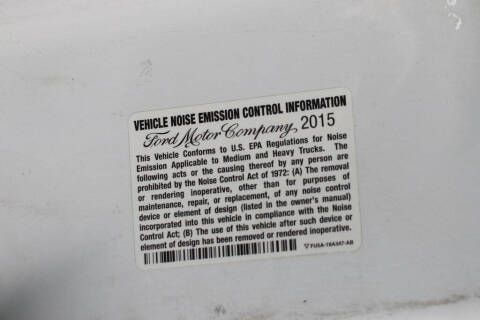 VEHICLE NOISE EMISSION CONTROL INFORMATION
Ford Motor Company 2015
This Vehicle Conforms to U.S. EPA Regulations for Noise
Emission Applicable to Medium and Heavy Trucks. The
following acts or the causing thereof by any person are
prohibited by the Noise Control Act of 1972: (A) The removal
or rendering inoperative, other than for purposes of
maintenance, repair, or replacement, of any noise control
device or element of design (listed in the owner's manual)
incorporated into this vehicle in compliance with the Noise
Control Act; (B) The use of this vehicle after such device or
element of design has been removed or rendered inoperative.